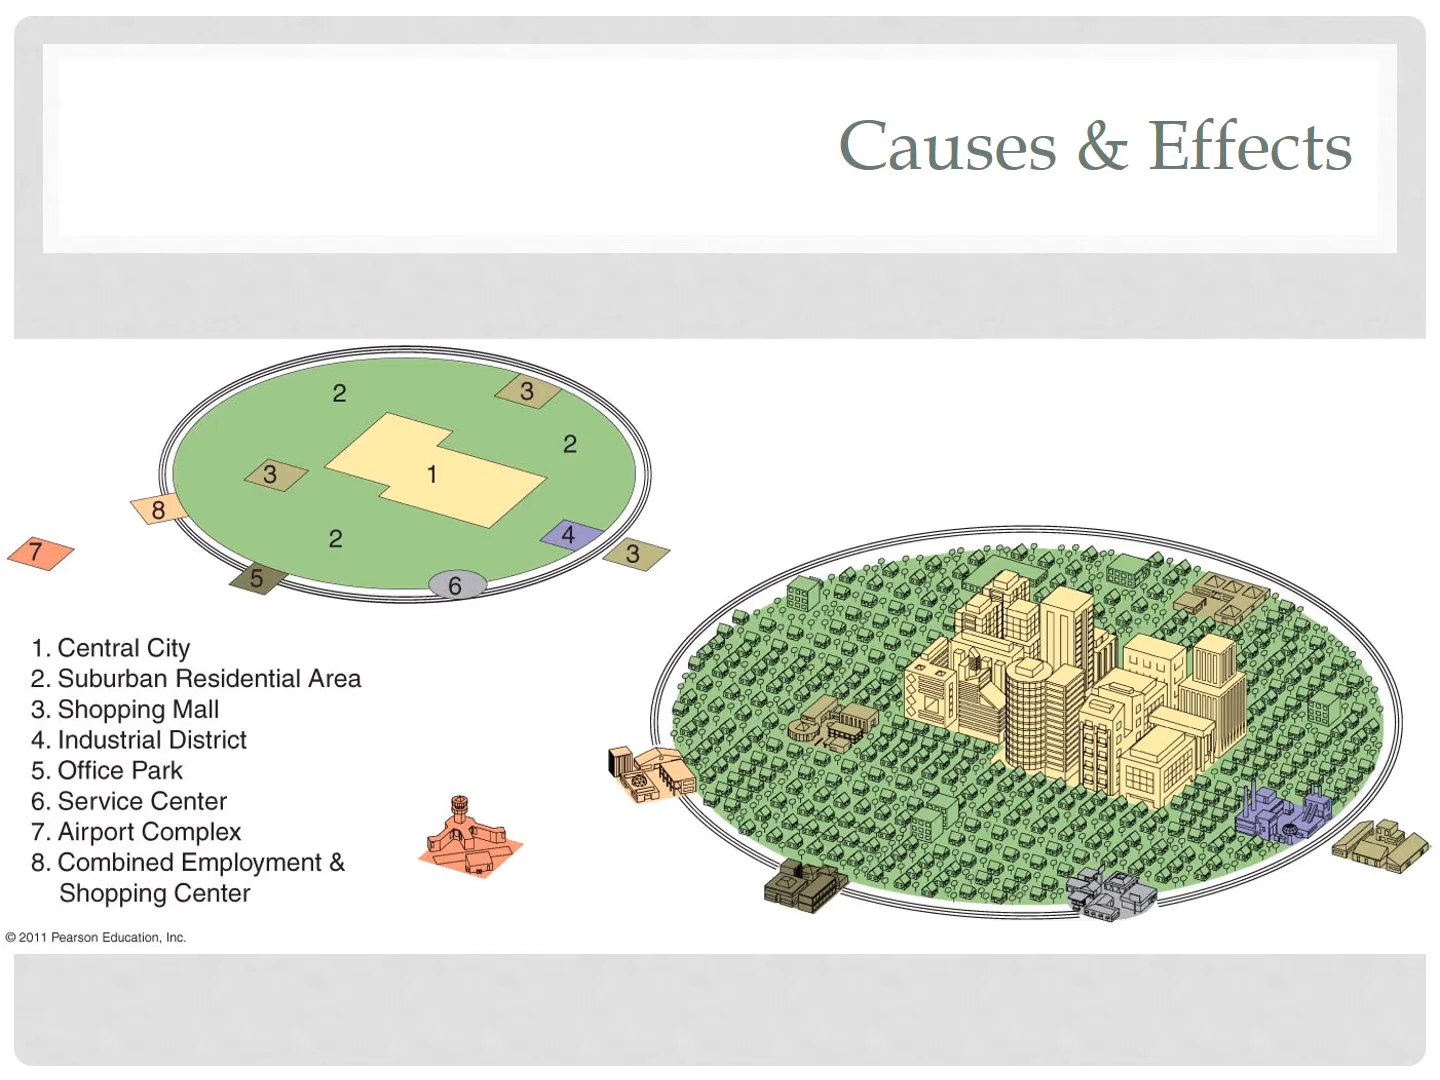 Causes & Effects
2
3
2
3
1
8
2
4
3
7
5
6
1. Central City
2. Suburban Residential Area
3. Shopping Mall
4. Industrial District
5. Office Park
6. Service Center
7. Airport Complex
8. Combined Employment &
Shopping Center
© 2011 Pearson Education, Inc.